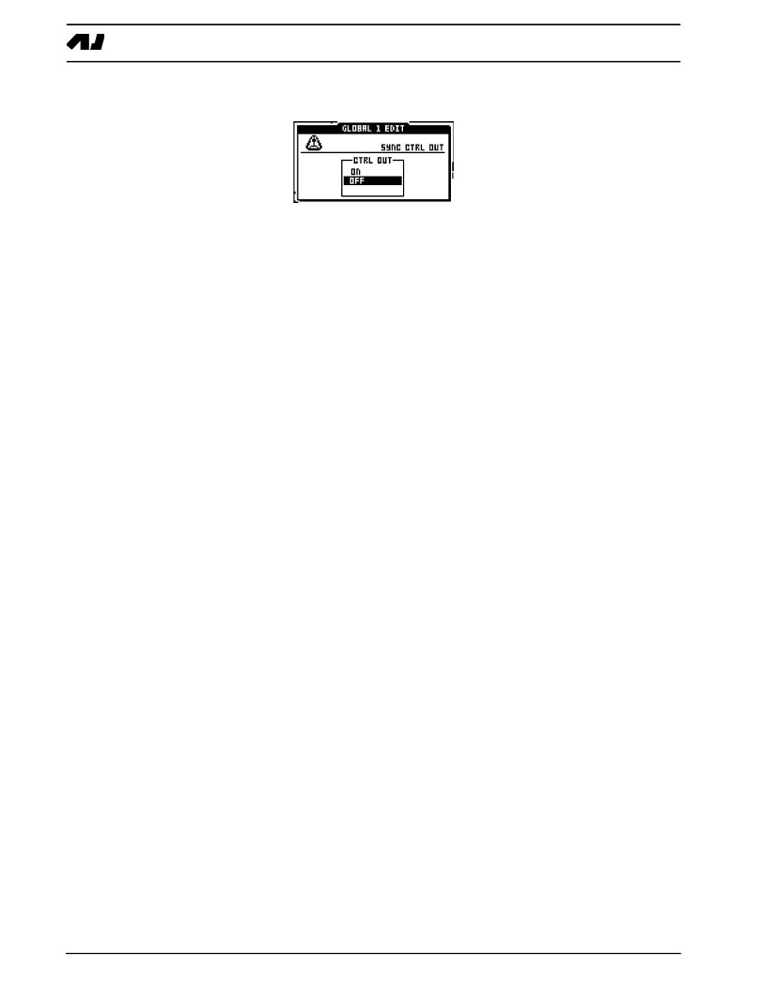 GLOBAL 1 EDIT
SYNC CTRL OUT
CTRL OUT
ON
OFF